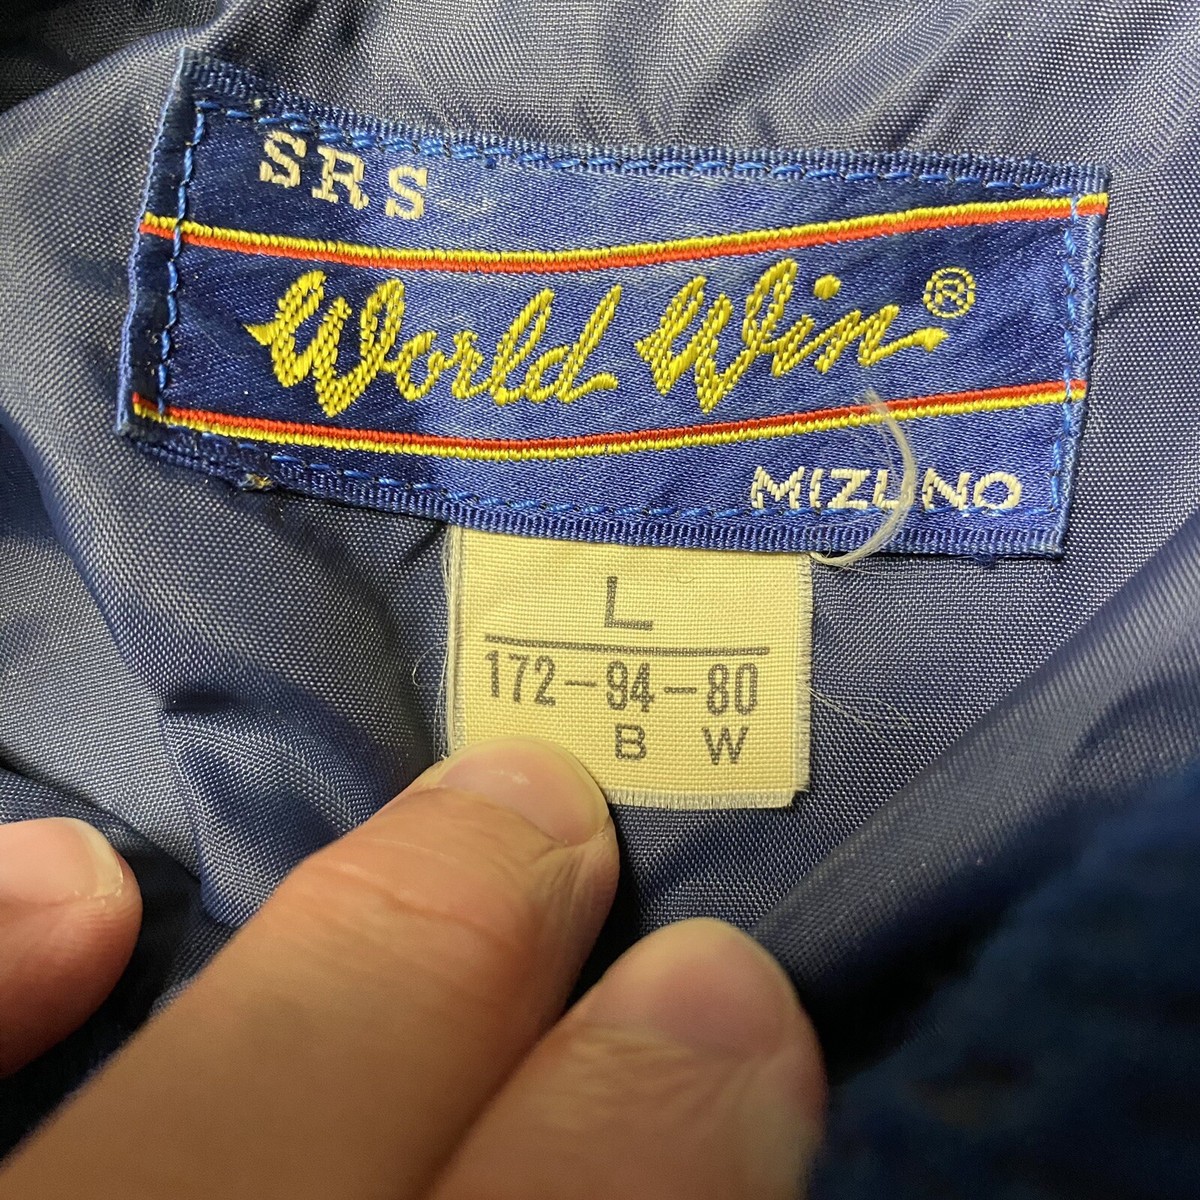 SRS
World Win ®
MIZUNO
L
172-94-80
B W